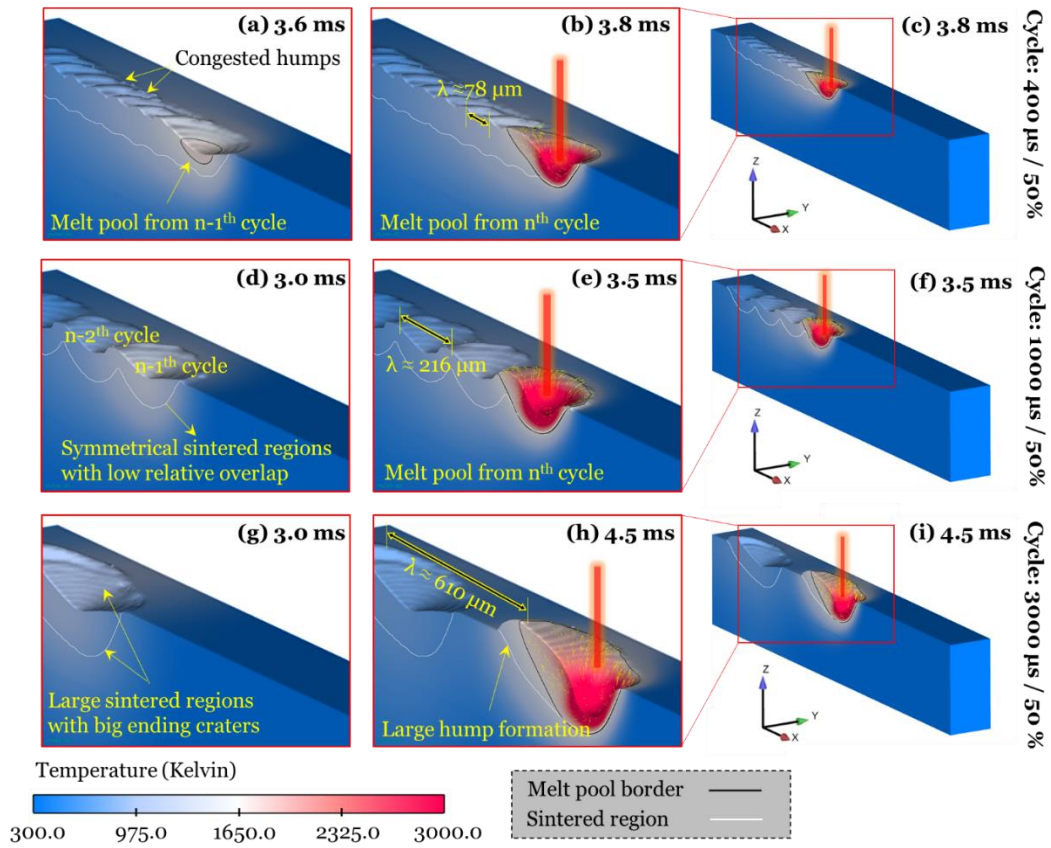 (a) 3.6 ms
Congested humps
Melt pool from n-1th cycle
(b) 3.8 ms
λ ≈78 μm
Melt pool from nth cycle
(c) 3.8 ms
Z
Y
X
Cycle: 400 μs / 50%
(d) 3.0 ms
n-2th cycle
n-1th cycle
Symmetrical sintered regions
with low relative overlap
(e) 3.5 ms
λ ≈ 216 μm
Melt pool from nth cycle
(f) 3.5 ms
Z
Y
X
Cycle: 1000 μs / 50%
(g) 3.0 ms
Large sintered regions
with big ending craters
(h) 4.5 ms
λ ≈ 610 μm
Large hump formation
(i) 4.5 ms
Z
Y
X
Cycle: 3000 μs / 50 %
Temperature (Kelvin)
300.0 975.0 1650.0 2325.0 3000.0
Melt pool border
Sintered region